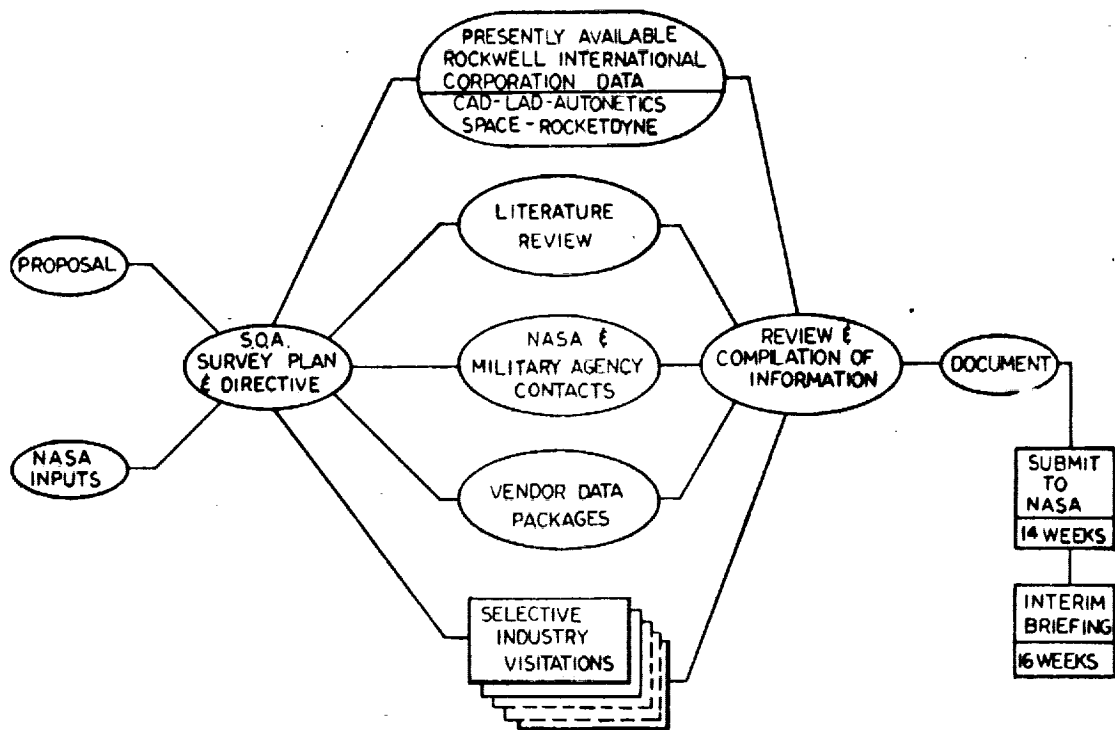 PRESENTLY AVAILABLE
ROCKWELL INTERNATIONAL
CORPORATION DATA
CAD-LAD-AUTONETICS
SPACE-ROCKETDYNE
LITERATURE
REVIEW
PROPOSAL
S.Q.A.
SURVEY PLAN
& DIRECTIVE
NASA &
MILITARY AGENCY
CONTACTS
REVIEW &
COMPILATION OF
INFORMATION
DOCUMENT
NASA
INPUTS
VENDOR DATA
PACKAGES
SUBMIT
TO
NASA
14 WEEKS
SELECTIVE
INDUSTRY
VISITATIONS
INTERIM
BRIEFING
16 WEEKS